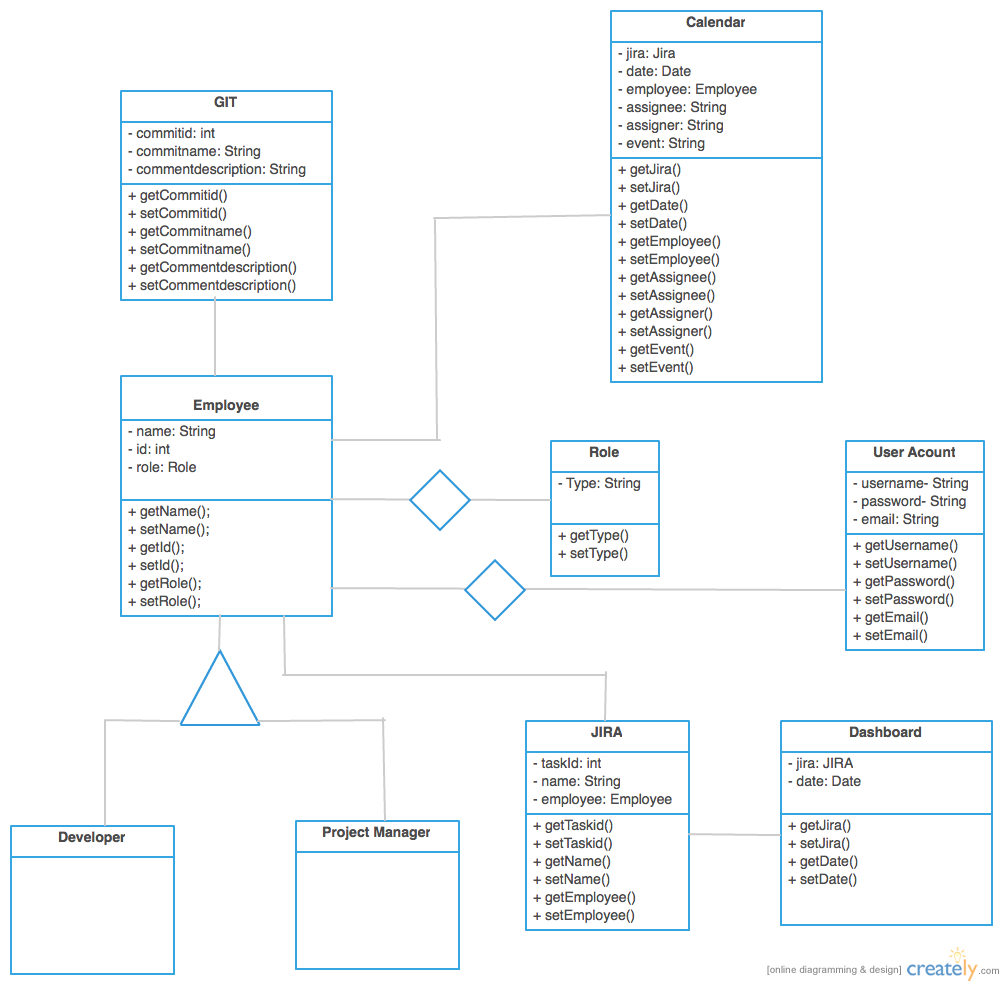 Calendar
- jira: Jira
- date: Date
- employee: Employee
- assignee: String
- assigner: String
- event: String
+ getJira()
+ setJira()
+ getDate()
+ setDate()
+ getEmployee()
+ setEmployee()
+ getAssignee()
+ setAssignee()
+ getAssigner()
+ setAssigner()
+ getEvent()
+ setEvent()
GIT
- commitid: int
- commitname: String
- commentdescription: String
+ getCommitid()
+ setCommitid()
+ getCommitname()
+ setCommitname()
+ getCommentdescription()
+ setCommentdescription()
Employee
- name: String
- id: int
- role: Role
+ getName();
+ setName();
+ getId();
+ setId();
+ getRole();
+ setRole();
Role
- Type: String
+ getType()
+ setType()
User Acount
- username- String
- password- String
- email: String
+ getUsername()
+ setUsername()
+ getPassword()
+ setPassword()
+ getEmail()
+ setEmail()
Developer
Project Manager
JIRA
- taskId: int
- name: String
- employee: Employee
+ getTaskid()
+ setTaskid()
+ getName()
+ setName()
+ getEmployee()
+ setEmployee()
Dashboard
- jira: JIRA
- date: Date
+ getJira()
+ setJira()
+ getDate()
+ setDate()
[online diagramming & design] creately.com